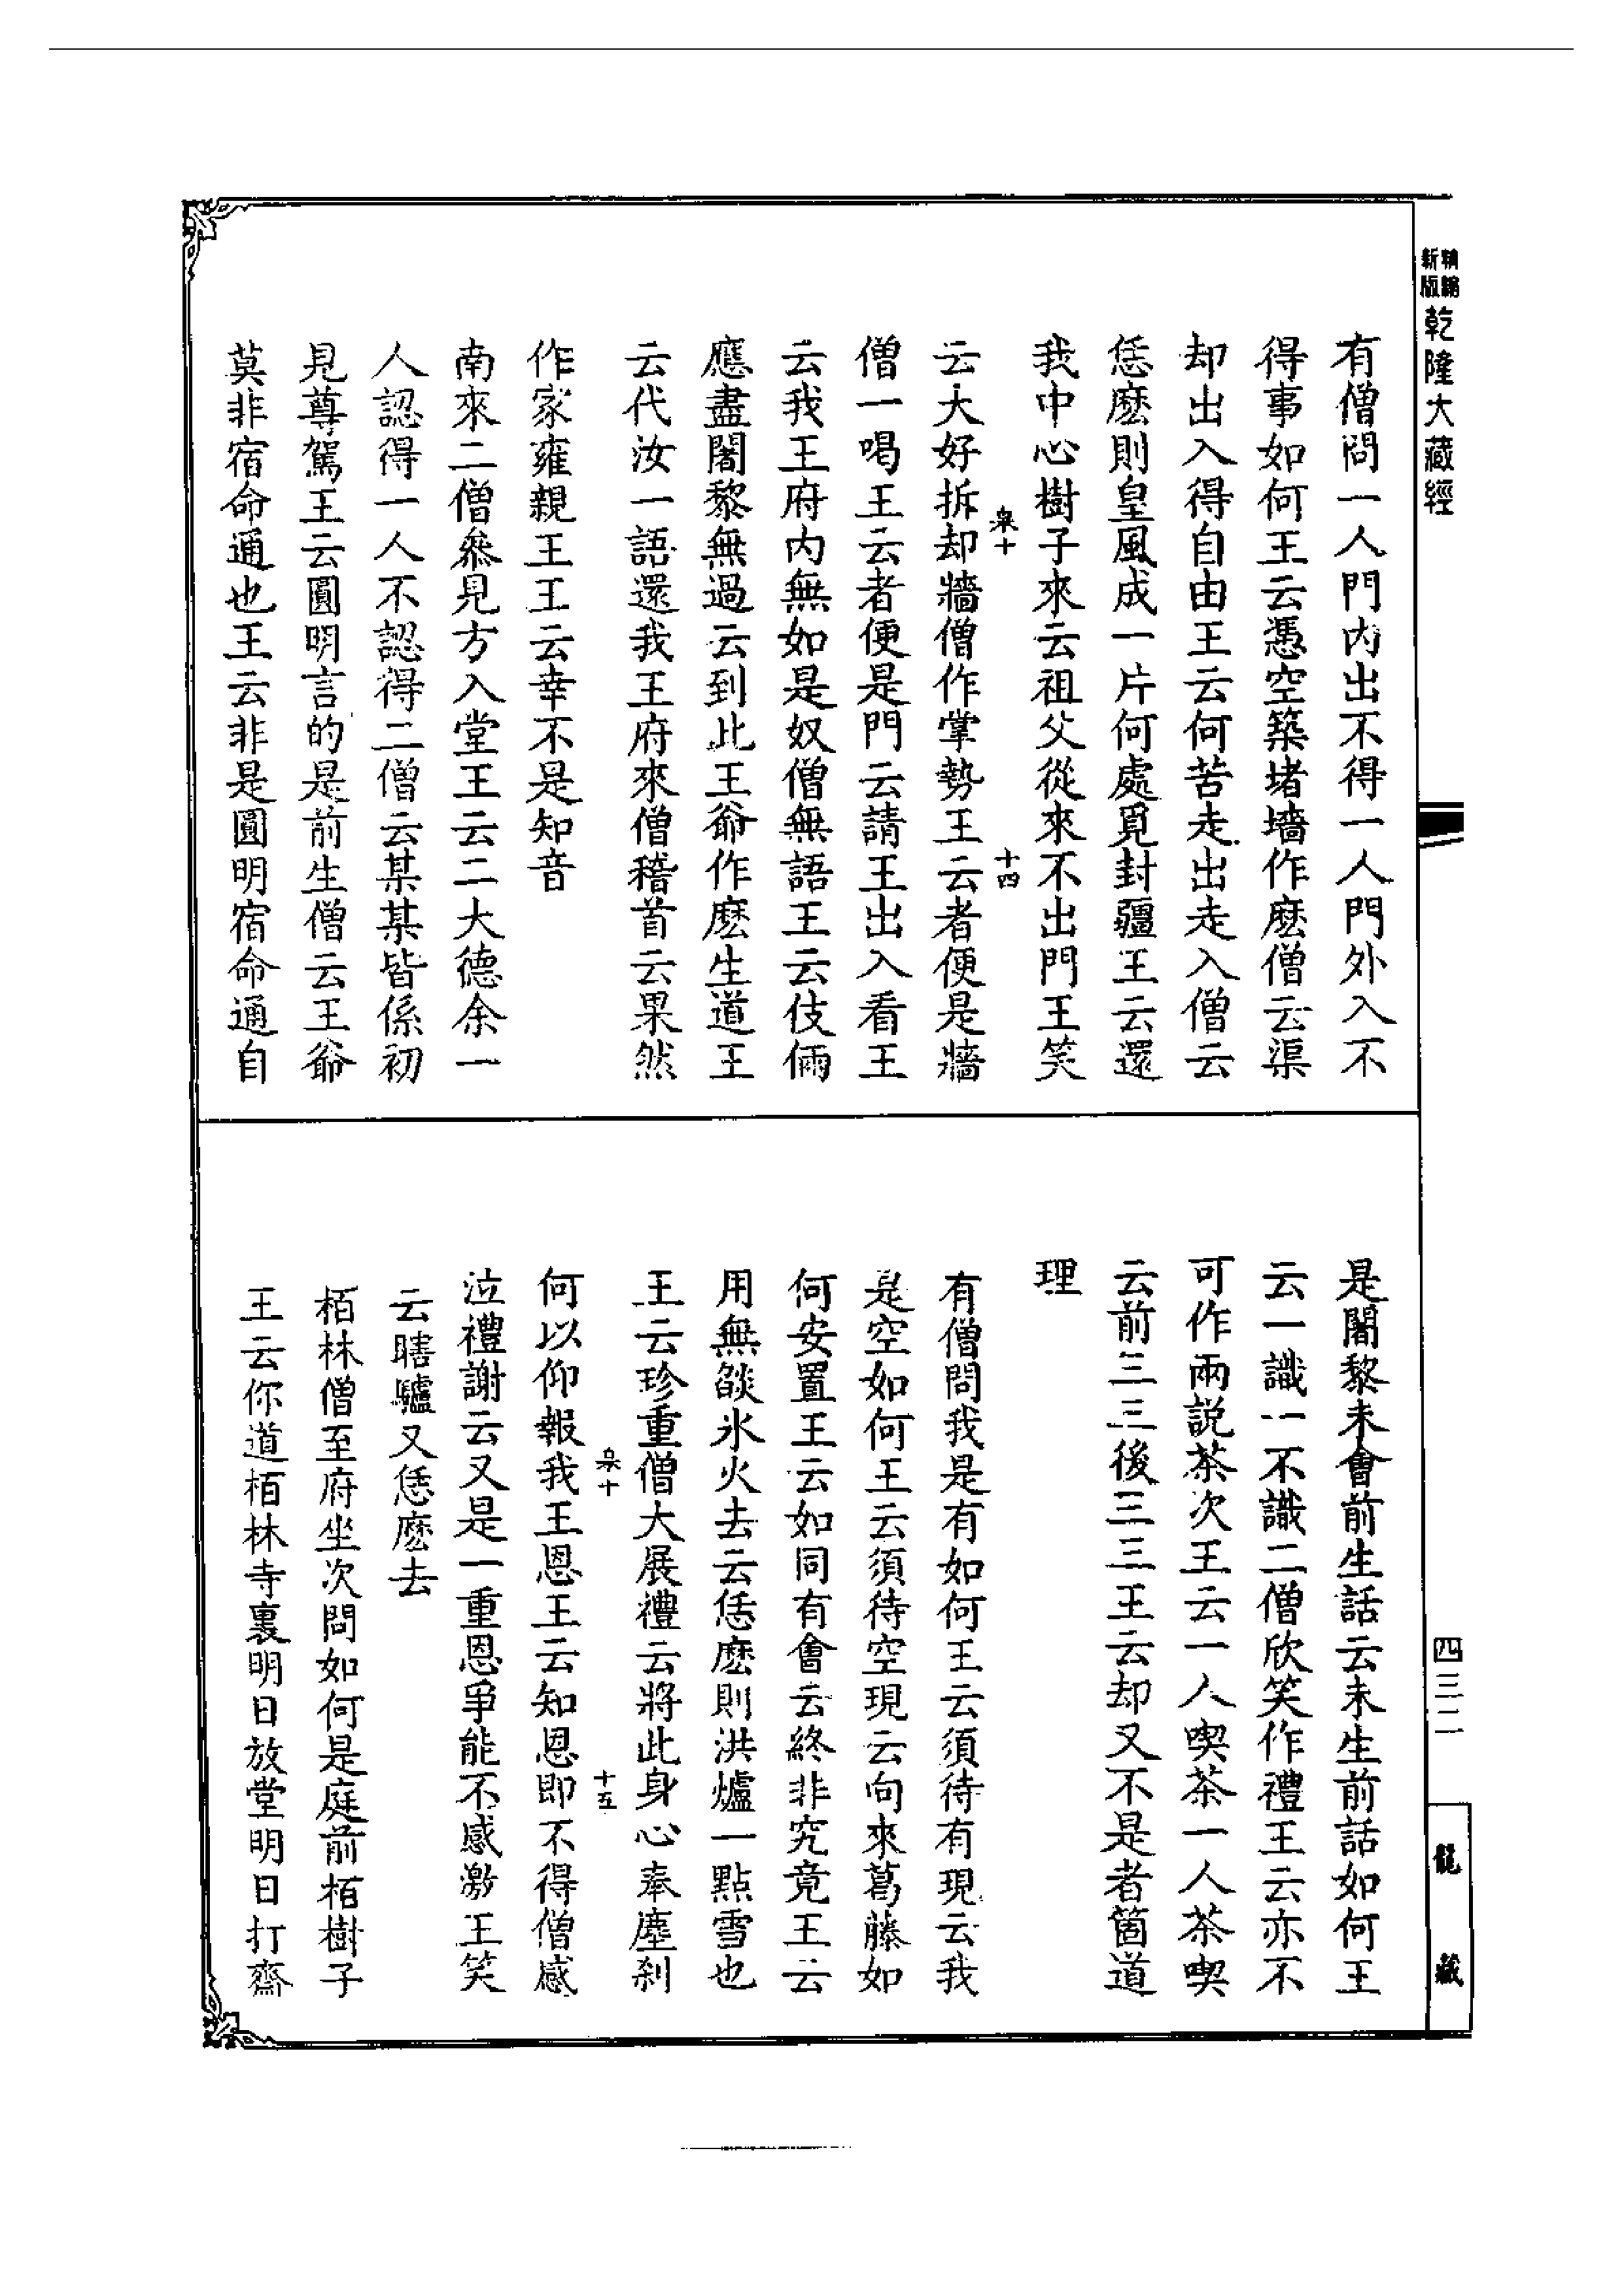 新版
乾隆大藏經
有僧問一人門內出不得一人門外入不
得事如何王云憑空築堵墻作麽僧云渠
却出入得自由王云何苦走出走入僧云
恁麽則皇風成一片何處覓封疆王云還
我中心樹子來云祖父從來不出門王笑
十四
云大好拆却牆僧作掌勢王云者便是牆
僧一喝王云者便是門云請王出入看王
云我王府內無如是奴僧無語王云伎倆
應盡闍黎無過云到此王爺作麽生道王
云代汝一語還我王府來僧稽首云果然
作家雍親王王云幸不是知音
南來二僧叅見方入堂王云二大德余一
人認得一人不認得二僧云某某皆係初
見尊駕王云圓明言的是前生僧云王爺
莫非宿命通也王云非是圓明宿命通自
是闍黎未會前生話云未生前話如何王
云一識一不識二僧欣笑作禮王云亦不
可作兩説茶次王云一人喫茶一人茶喫
云前三三後三三王云却又不是者箇道
理
有僧問我是有如何王云須待有現云我
是空如何王云須待空現云向來葛藤如
何安置王云如同有會云終非究竟王云
用無燄氷火去云恁麽則洪爐一點雪也
王云珍重僧大展禮云將此身心奉塵刹
十五
何以仰報我王恩王云知恩即不得僧感
泣禮謝云又是一重恩爭能不感激王笑
云瞎驢又恁麽去
栢林僧至府坐次問如何是庭前栢樹子
王云你道栢林寺裏明日放堂明日打齋
四三二
龍藏